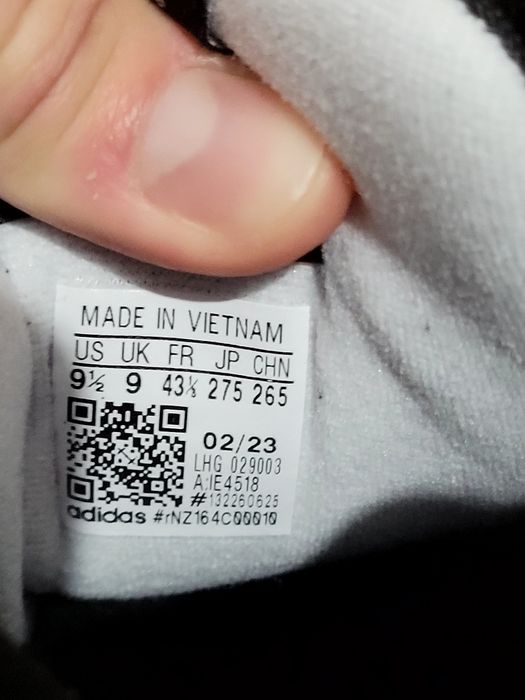 MADE IN VIETNAM
US UK FR JP CHN
9½ 9 43⅓ 275 265
02/23
LHG 029003
A:IE4518
#132260625
adidas #rNZ164C00010